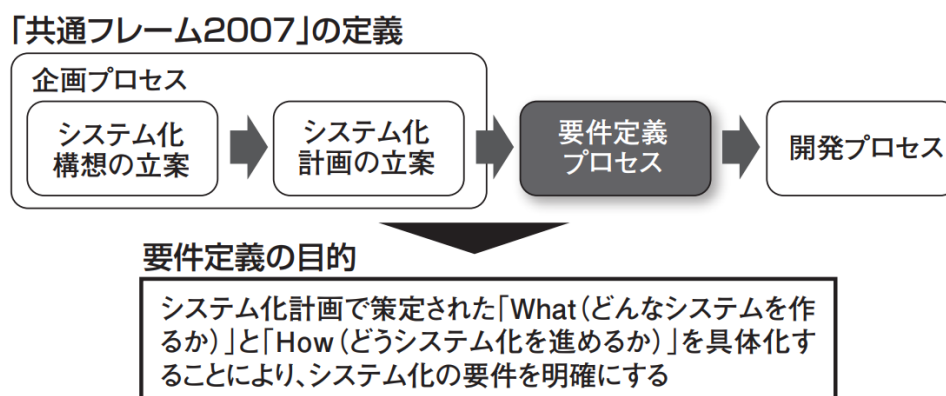 「共通フレーム2007」の定義
企画プロセス
システム化
構想の立案
システム化
計画の立案
要件定義
プロセス
開発プロセス
要件定義の目的
システム化計画で策定された「What(どんなシステムを作
るか)」と「How(どうシステム化を進めるか)」を具体化す
ることにより、システム化の要件を明確にする